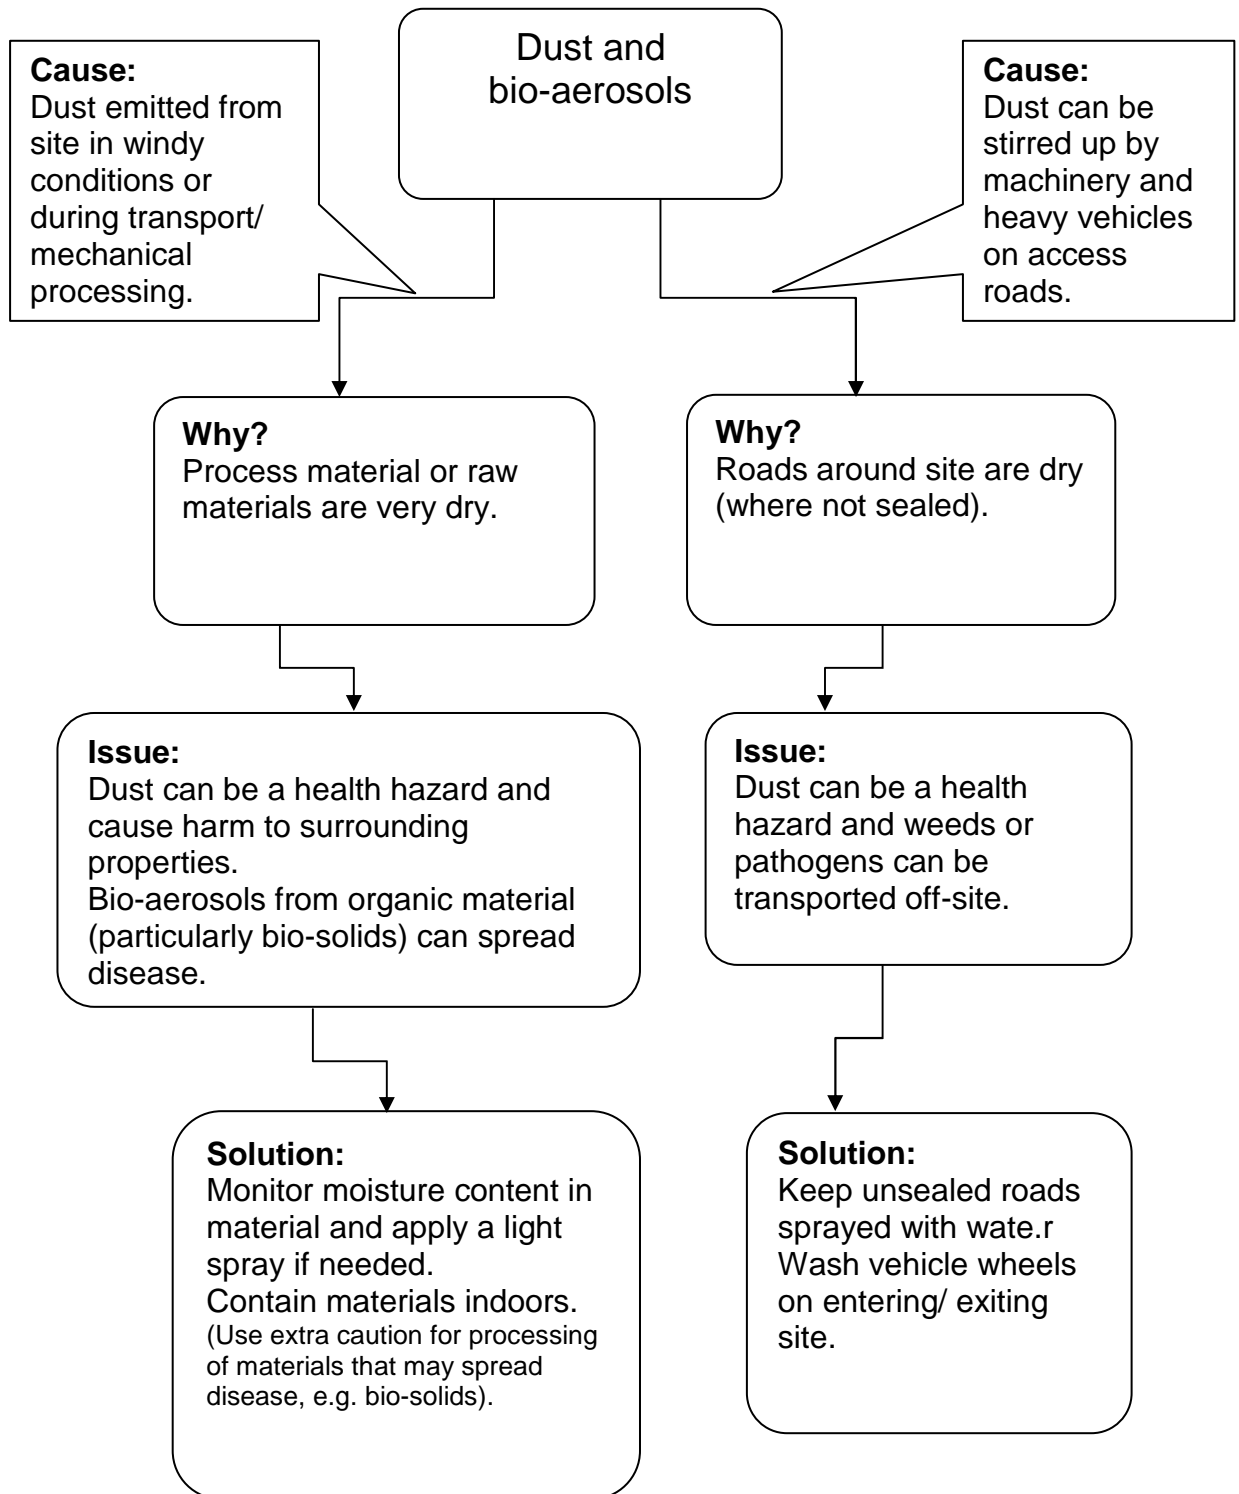 Dust and
bio-aerosols
Cause:
Dust emitted from
site in windy
conditions or
during transport/
mechanical
processing.
Cause:
Dust can be
stirred up by
machinery and
heavy vehicles
on access
roads.
Why?
Process material or raw
materials are very dry.
Why?
Roads around site are dry
(where not sealed).
Issue:
Dust can be a health hazard and
cause harm to surrounding
properties.
Bio-aerosols from organic material
(particularly bio-solids) can spread
disease.
Issue:
Dust can be a health
hazard and weeds or
pathogens can be
transported off-site.
Solution:
Monitor moisture content in
material and apply a light
spray if needed.
Contain materials indoors.
(Use extra caution for processing
of materials that may spread
disease, e.g. bio-solids).
Solution:
Keep unsealed roads
sprayed with wate.r
Wash vehicle wheels
on entering/ exiting
site.